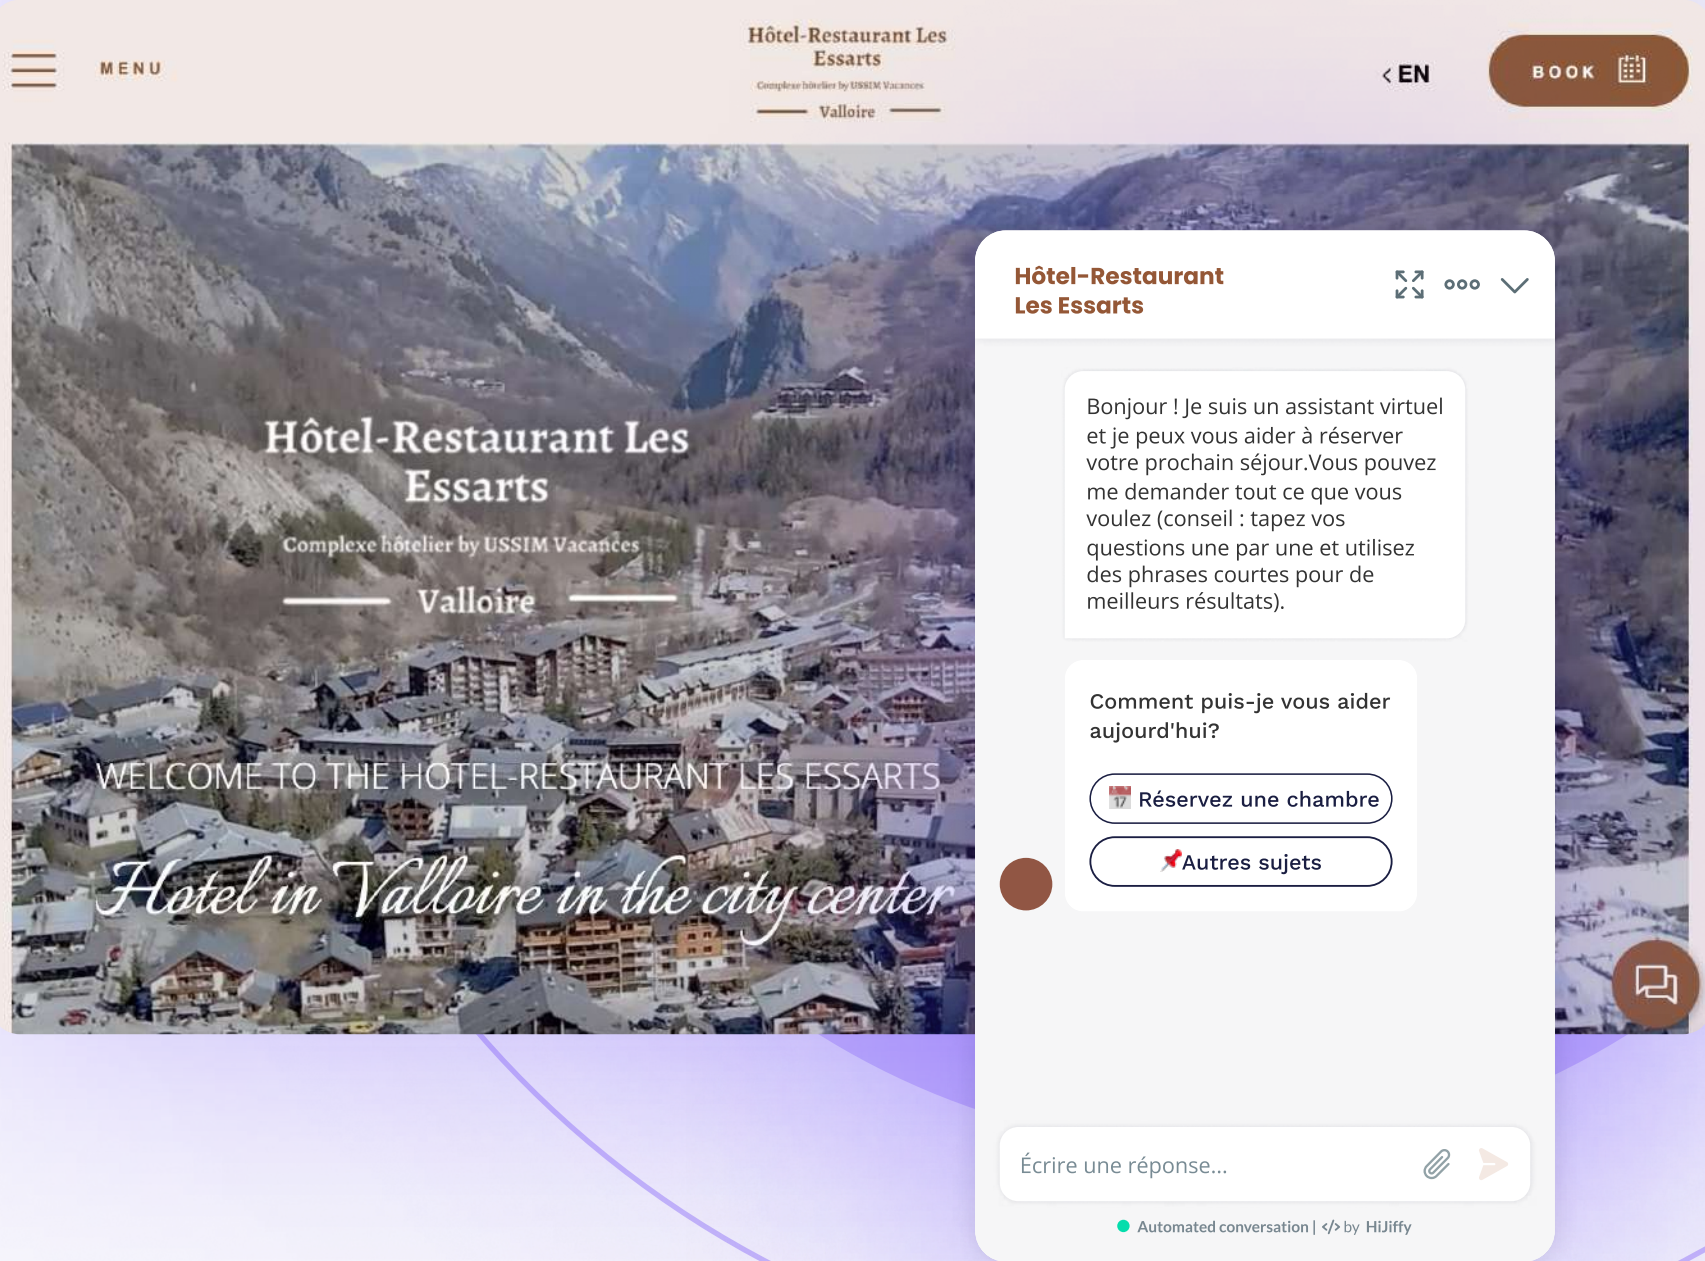 MENU
Hôtel-Restaurant Les
Essarts
Complexe hôtelier by USSIM Vacances
Valloire
< EN
BOOK
Hôtel-Restaurant Les
Essarts
Complexe hôtelier by USSIM Vacances
Valloire
WELCOME TO THE HOTEL-RESTAURANT LES ESSARTS
Hotel in Valloire in the city center
Hôtel-Restaurant
Les Essarts
Bonjour ! Je suis un assistant virtuel
et je peux vous aider à réserver
votre prochain séjour.Vous pouvez
me demander tout ce que vous
voulez (conseil : tapez vos
questions une par une et utilisez
des phrases courtes pour de
meilleurs résultats).
Comment puis-je vous aider
aujourd'hui?
📅 Réservez une chambre
📌Autres sujets
Écrire une réponse...
Automated conversation | </> by HiJiffy